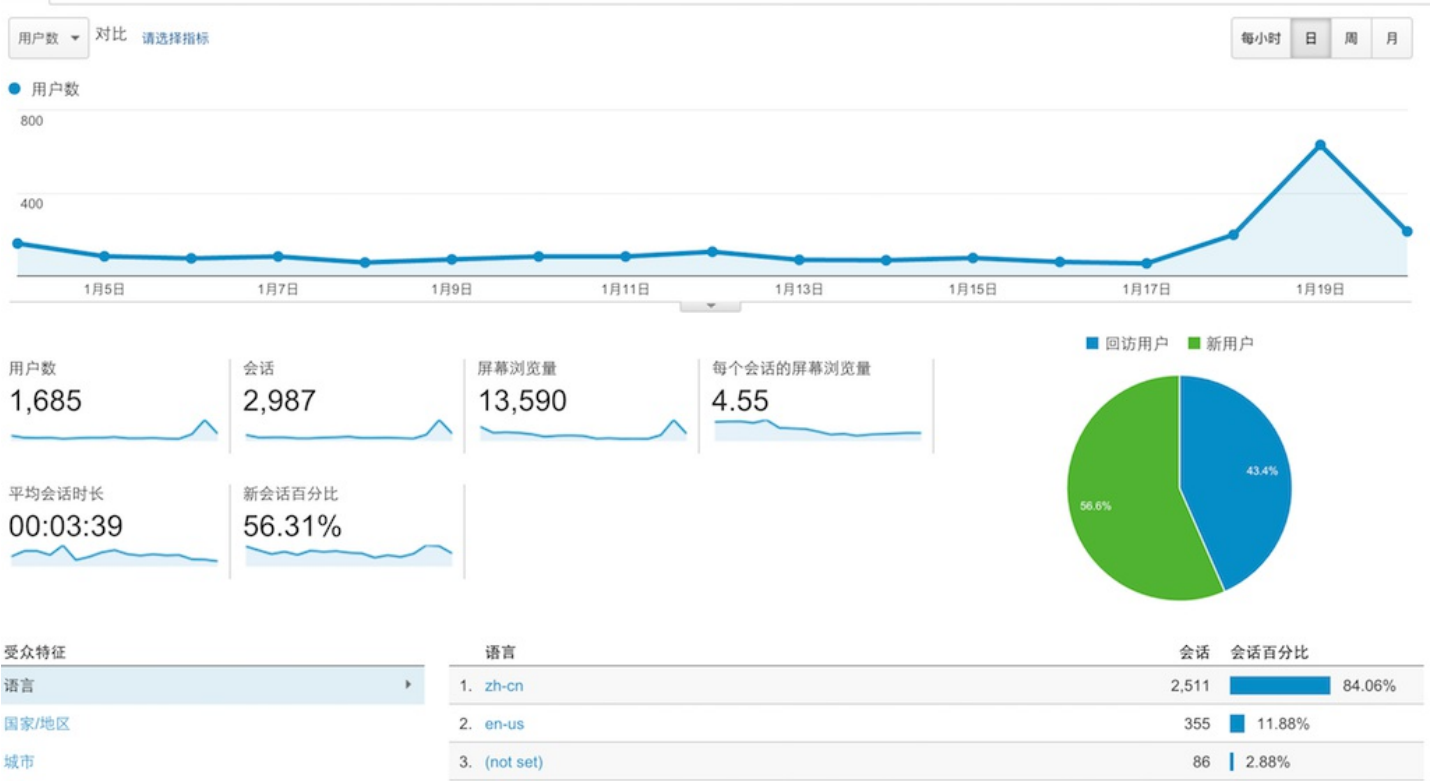 用户数 对比 请选择指标 每小时 日 周 月
用户数
800
400
1月5日 1月7日 1月9日 1月11日 1月13日 1月15日 1月17日 1月19日
回访用户 新用户
用户数 会话 屏幕浏览量 每个会话的屏幕浏览量
1,685 2,987 13,590 4.55
43.4%
56.6%
平均会话时长 新会话百分比
00:03:39 56.31%
受众特征 语言 会话 会话百分比
语言 1. zh-cn 2,511 84.06%
国家/地区 2. en-us 355 11.88%
城市 3. (not set) 86 2.88%